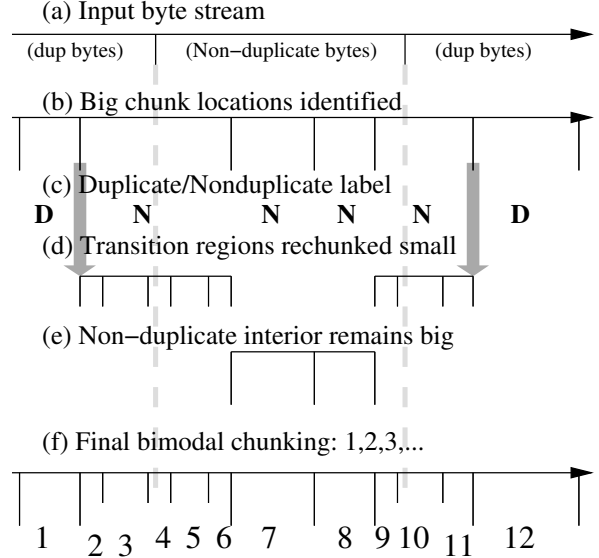 (a) Input byte stream
(dup bytes) (Non−duplicate bytes) (dup bytes)
(b) Big chunk locations identified
(c) Duplicate/Nonduplicate label
D N N N N D
(d) Transition regions rechunked small
(e) Non−duplicate interior remains big
(f) Final bimodal chunking: 1,2,3,...
1 2 3 4 5 6 7 8 9 10 11 12